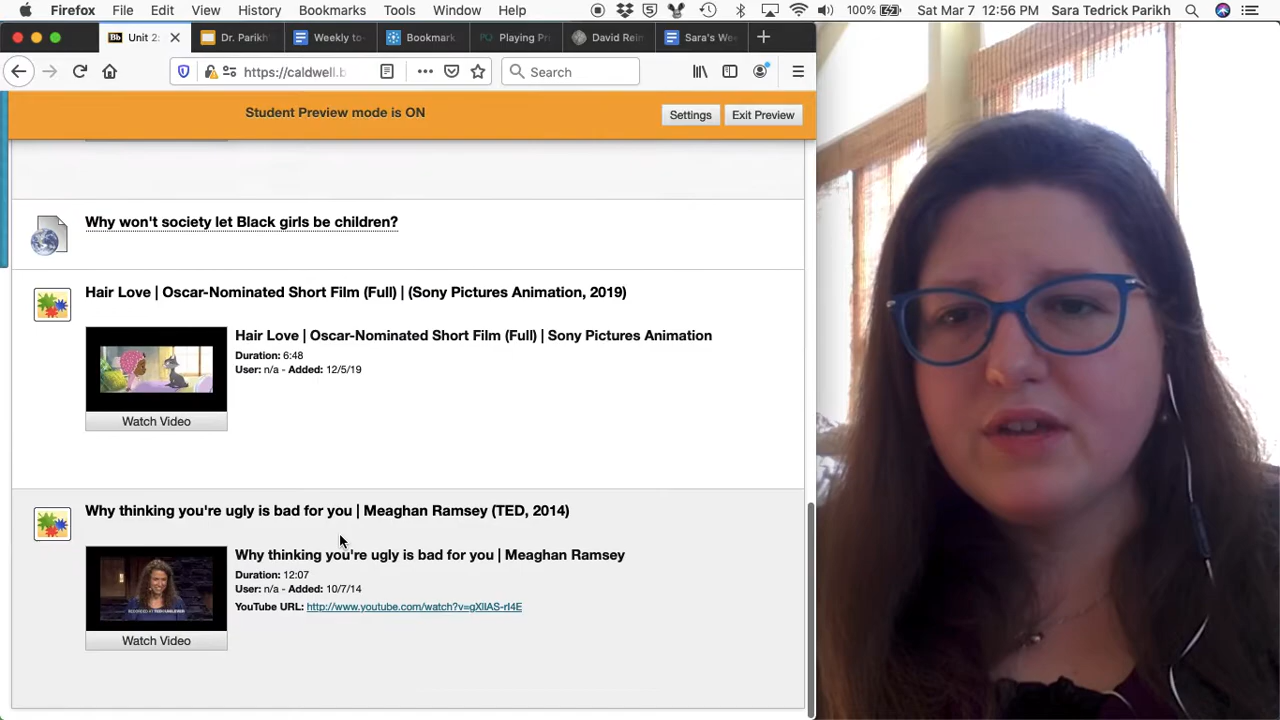 Firefox File Edit View History Bookmarks Tools Window Help 100% Sat Mar 7 12:56 PM Sara Tedrick Parikh
Bb Unit 2: Dr. Parikh' Weekly to- Bookmark Playing Pr David Rein Sara's We
https://caldwell.b Search
Student Preview mode is ON Settings Exit Preview
Why won't society let Black girls be children?
Hair Love | Oscar-Nominated Short Film (Full) | (Sony Pictures Animation, 2019)
Hair Love | Oscar-Nominated Short Film (Full) | Sony Pictures Animation
Duration: 6:48
User: n/a - Added: 12/5/19
Watch Video
Why thinking you're ugly is bad for you | Meaghan Ramsey (TED, 2014)
Why thinking you're ugly is bad for you | Meaghan Ramsey
Duration: 12:07
User: n/a - Added: 10/7/14
YouTube URL: http://www.youtube.com/watch?v=gXlIAS-rI4E
Watch Video